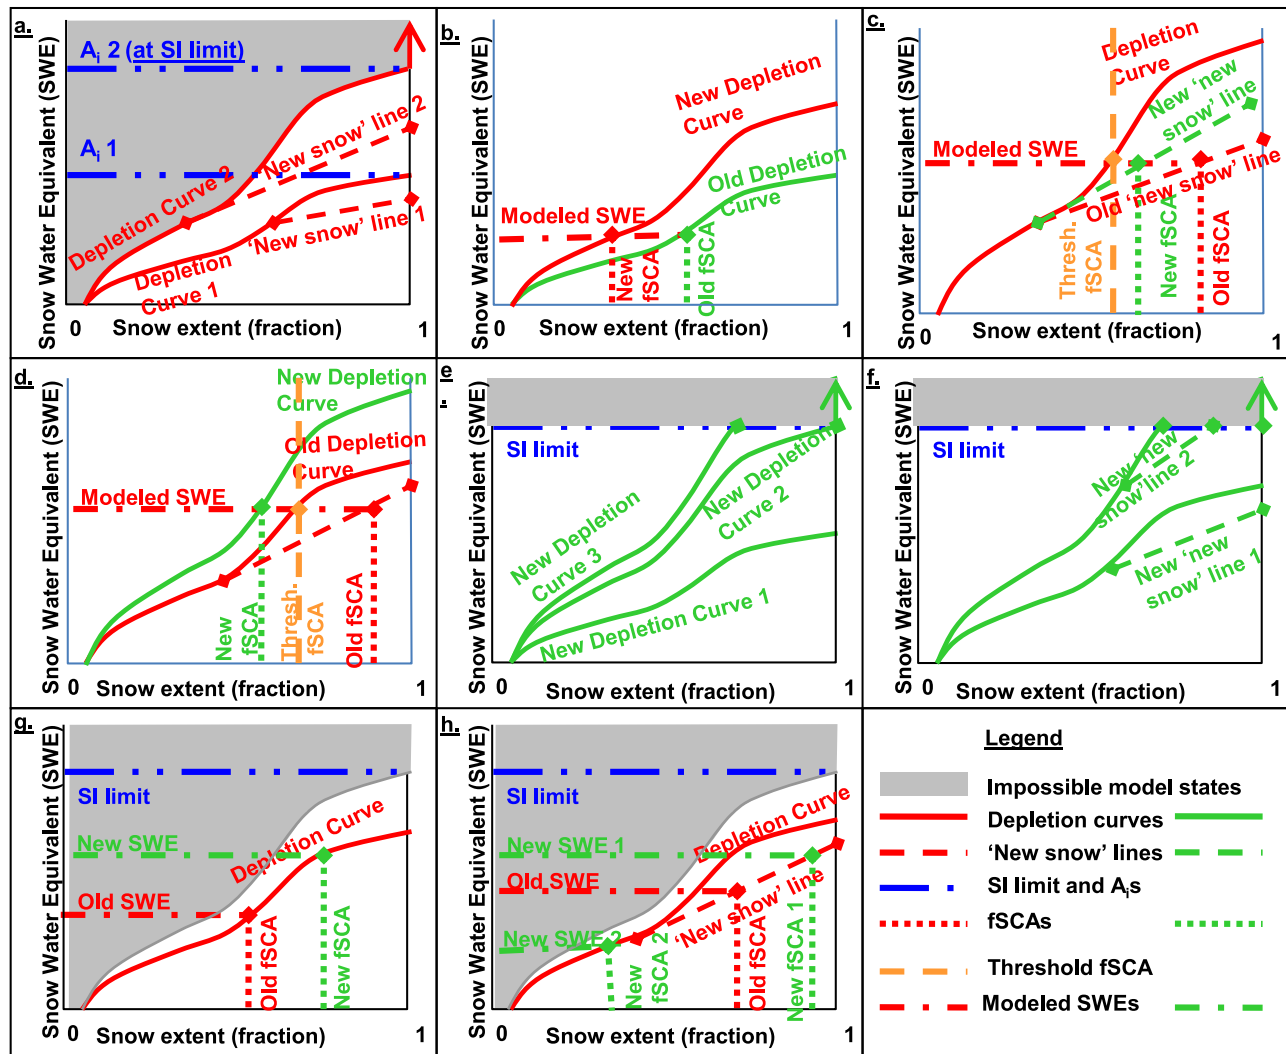 a.
Snow Water Equivalent (SWE)
Ai 2 (at SI limit)
Ai 1
Depletion Curve 2
'New snow' line 2
Depletion
Curve 1
'New snow' line 1
0
Snow extent (fraction)
1
b.
Snow Water Equivalent (SWE)
New Depletion
Curve
Old Depletion
Curve
Modeled SWE
New
fSCA
Old fSCA
0
Snow extent (fraction)
1
c.
Snow Water Equivalent (SWE)
Depletion
Curve
New 'new
snow' line
Modeled SWE
Old 'new snow' line
Thresh.
fSCA
New fSCA
Old fSCA
0
Snow extent (fraction)
1
d.
Snow Water Equivalent (SWE)
New Depletion
Curve
Old Depletion
Curve
Modeled SWE
New
fSCA
Thresh.
fSCA
Old fSCA
0
Snow extent (fraction)
1
e
.
Snow Water Equivalent (SWE)
SI limit
New Depletion
Curve 3
New Depletion
Curve 2
New Depletion Curve 1
0
Snow extent (fraction)
1
f.
Snow Water Equivalent (SWE)
SI limit
New 'new
snow' line 2
New 'new
snow' line 1
0
Snow extent (fraction)
1
g.
Snow Water Equivalent (SWE)
SI limit
New SWE
Depletion Curve
Old SWE
Old fSCA
New fSCA
0
Snow extent (fraction)
1
h.
Snow Water Equivalent (SWE)
SI limit
New SWE 1
Depletion Curve
Old SWE
'New snow' line
New SWE 2
New
fSCA 2
Old fSCA
New fSCA 1
0
Snow extent (fraction)
1
Legend
Impossible model states
Depletion curves
'New snow' lines
SI limit and Ais
fSCAs
Threshold fSCA
Modeled SWEs